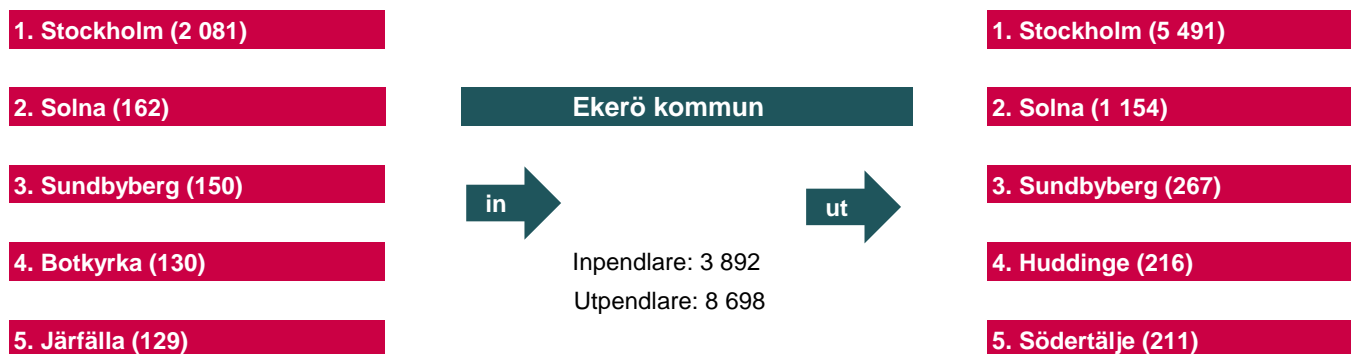 1. Stockholm (2 081)
2. Solna (162)
3. Sundbyberg (150)
4. Botkyrka (130)
5. Järfälla (129)
Ekerö kommun
in
ut
Inpendlare: 3 892
Utpendlare: 8 698
1. Stockholm (5 491)
2. Solna (1 154)
3. Sundbyberg (267)
4. Huddinge (216)
5. Södertälje (211)